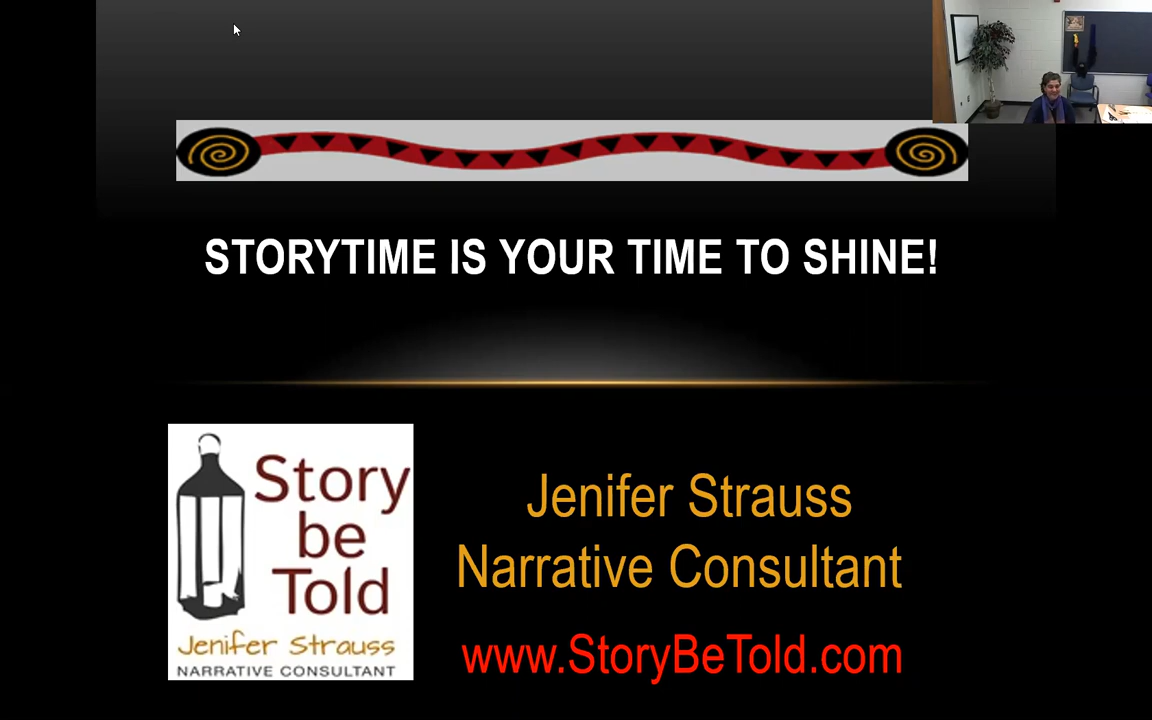 STORYTIME IS YOUR TIME TO SHINE!
Story
be
Told
Jenifer Strauss
NARRATIVE CONSULTANT
Jenifer Strauss
Narrative Consultant
www.StoryBeTold.com